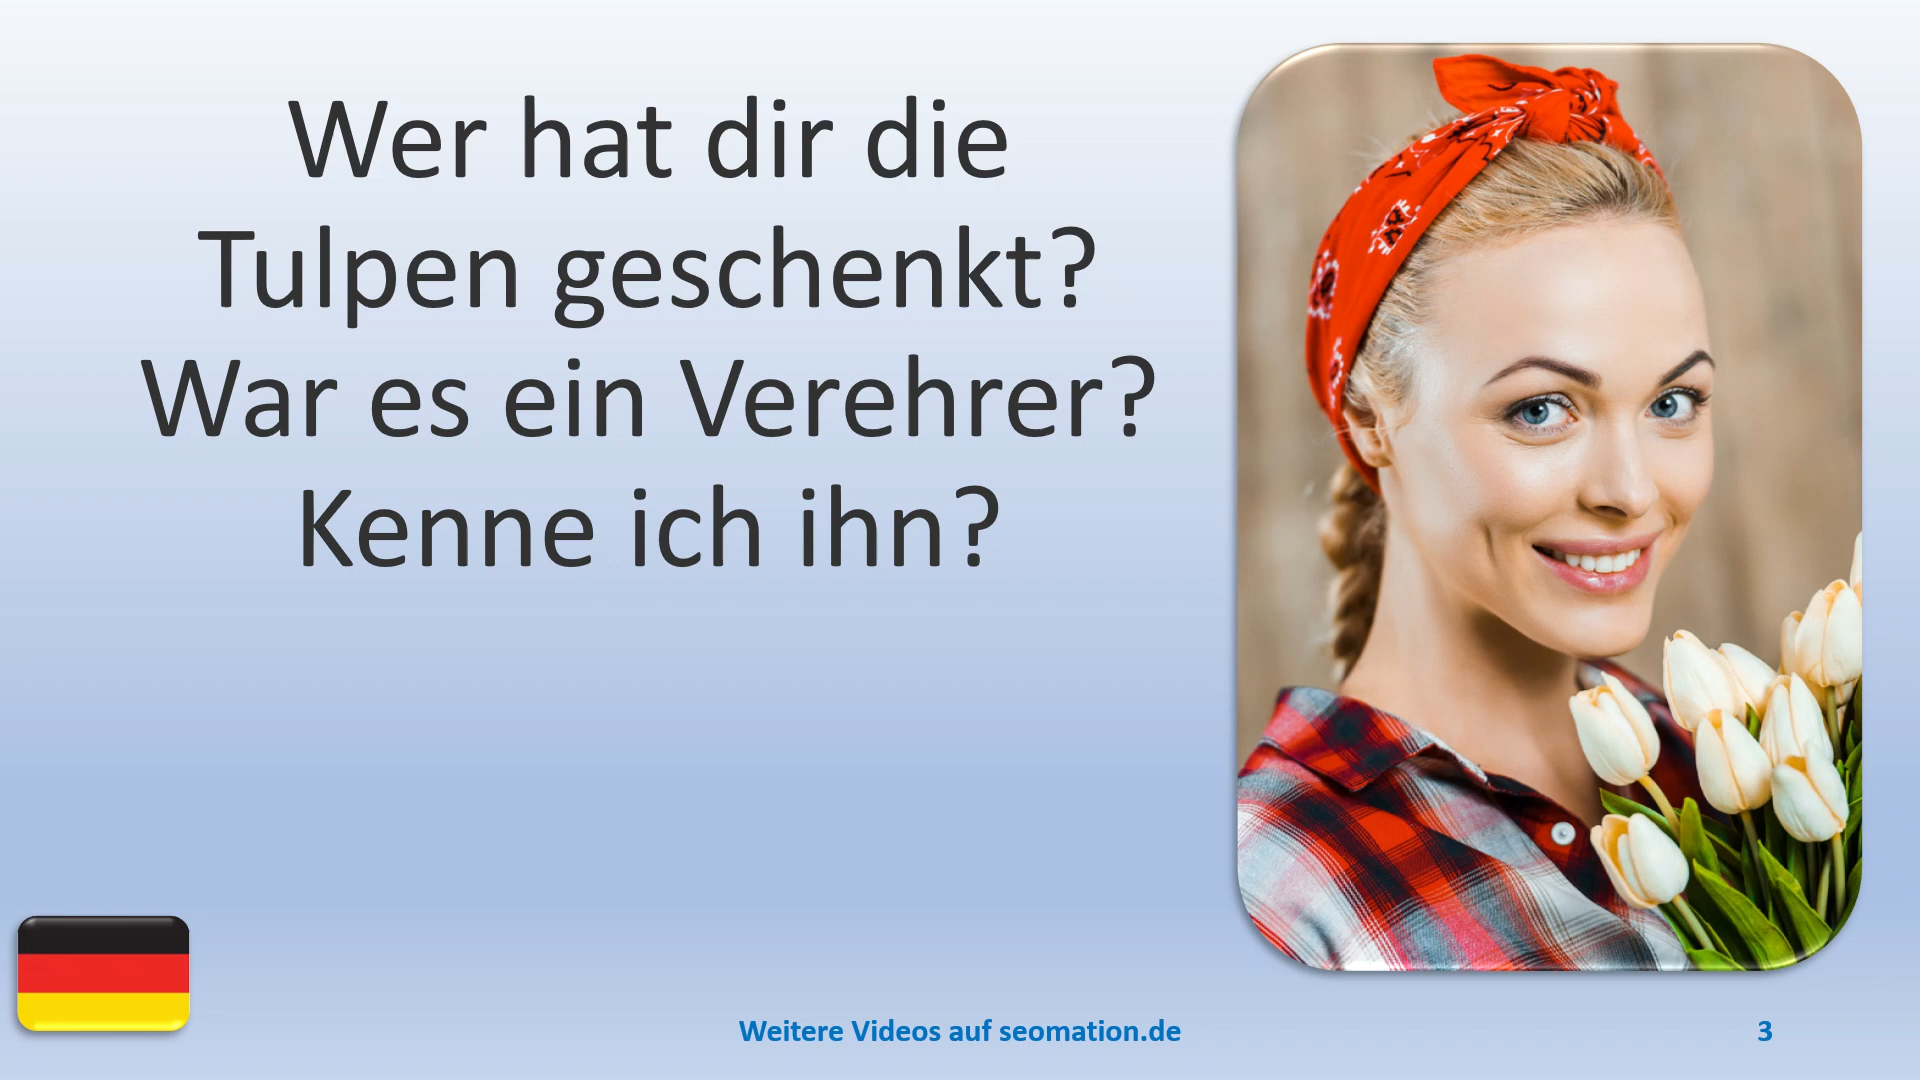 Wer hat dir die
Tulpen geschenkt?
War es ein Verehrer?
Kenne ich ihn?
Weitere Videos auf seomation.de
3